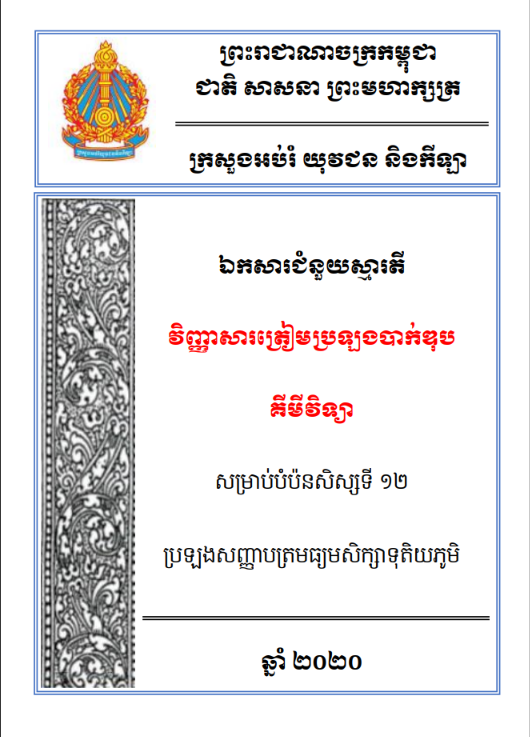 ព្រះរាជាណាចក្រកម្ពុជា
ជាតិ សាសនា ព្រះមហាក្សត្រ
ក្រសួងអប់រំ យុវជន និងកីឡា
ឯកសារជំនួយស្មារតី
វិញ្ញាសារត្រៀមប្រឡងបាក់ឌុប
គីមីវិទ្យា
សម្រាប់បំប៉នសិស្សទី ១២
ប្រឡងសញ្ញាបត្រមធ្យមសិក្សាទុតិយភូមិ
ឆ្នាំ ២០២០